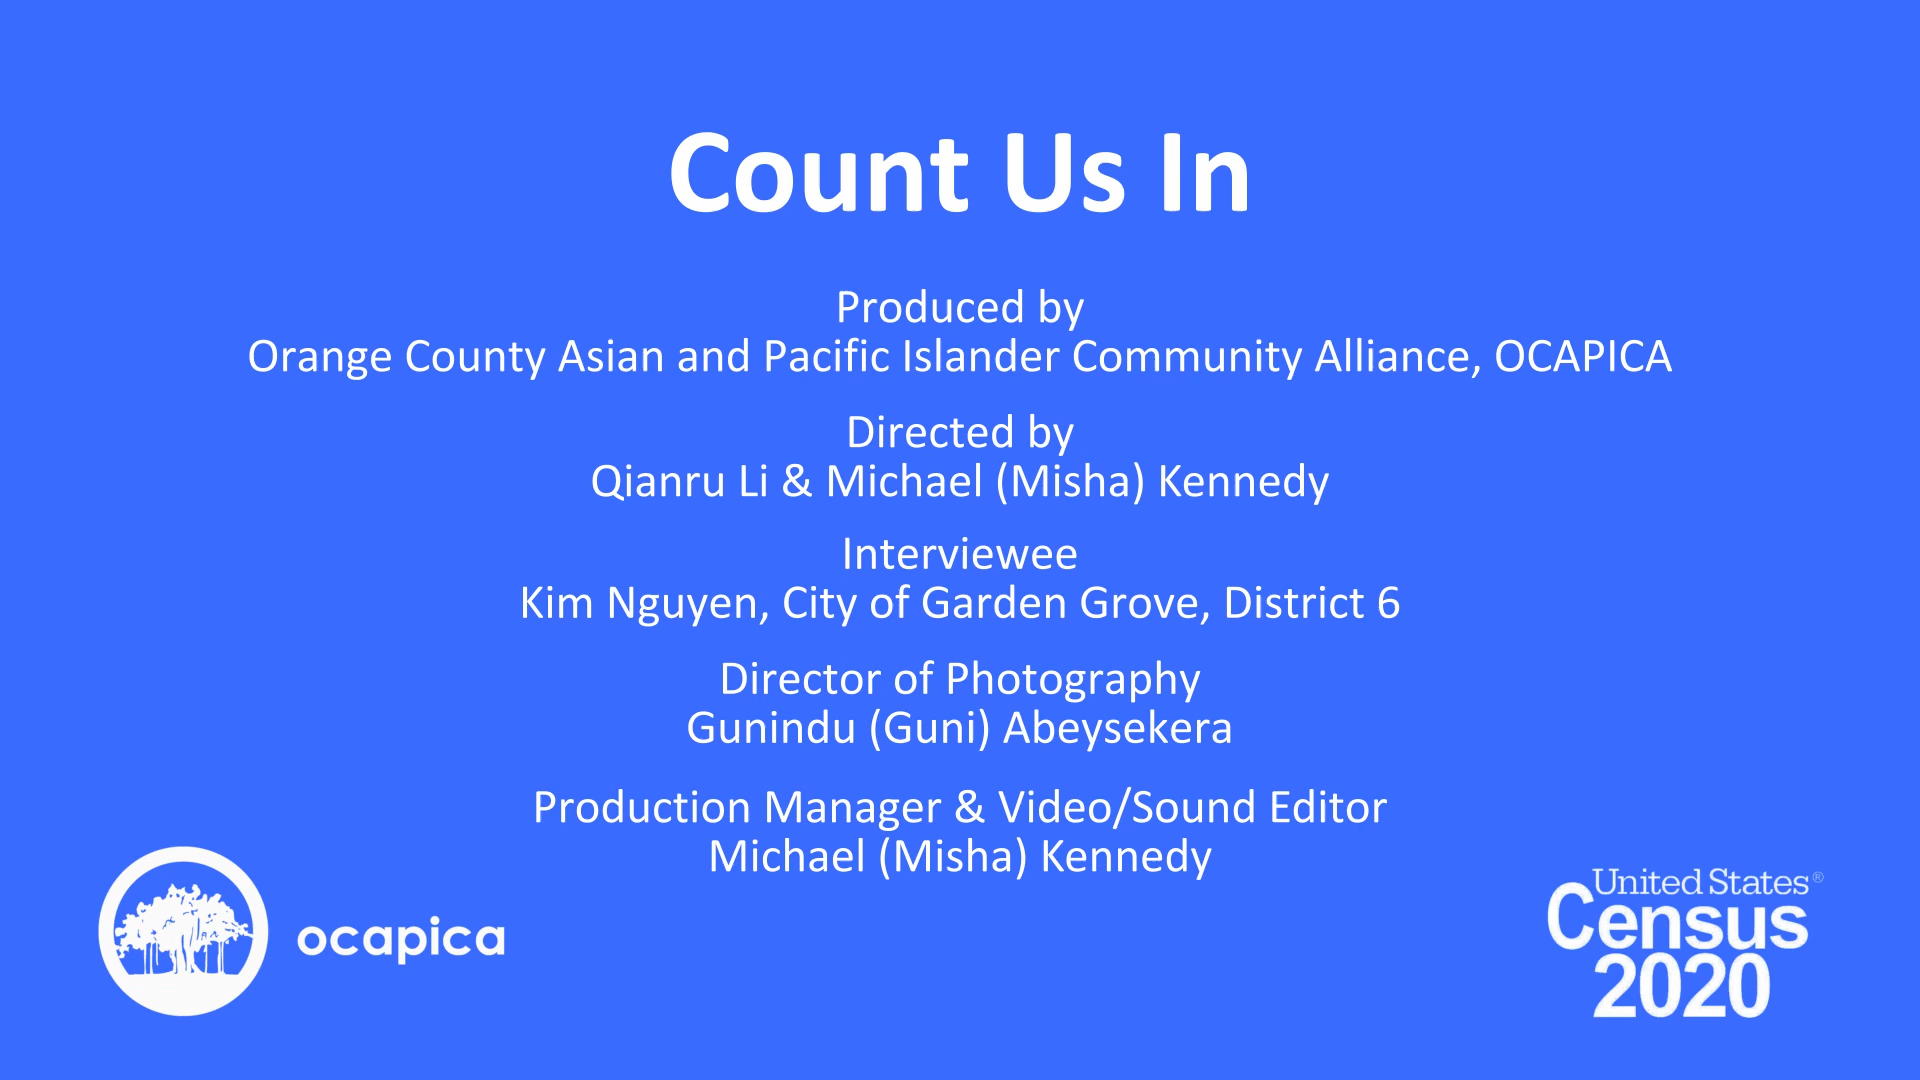 Count Us In
Produced by
Orange County Asian and Pacific Islander Community Alliance, OCAPICA
Directed by
Qianru Li & Michael (Misha) Kennedy
Interviewee
Kim Nguyen, City of Garden Grove, District 6
Director of Photography
Gunindu (Guni) Abeysekera
Production Manager & Video/Sound Editor
Michael (Misha) Kennedy
ocapica
United States®
Census
2020